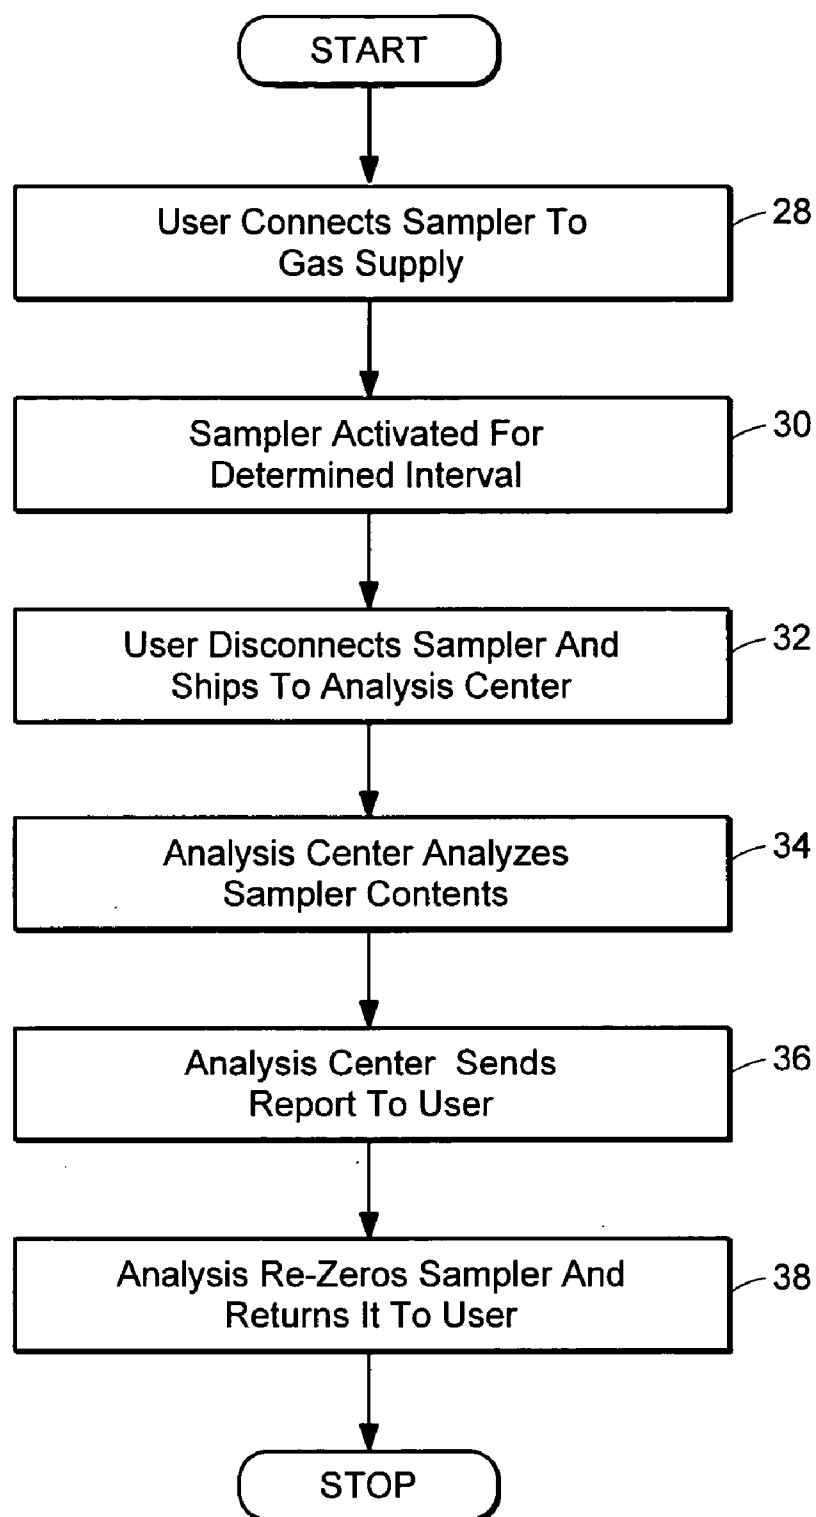 START
User Connects Sampler To
Gas Supply
28
Sampler Activated For
Determined Interval
30
User Disconnects Sampler And
Ships To Analysis Center
32
Analysis Center Analyzes
Sampler Contents
34
Analysis Center Sends
Report To User
36
Analysis Re-Zeros Sampler And
Returns It To User
38
STOP